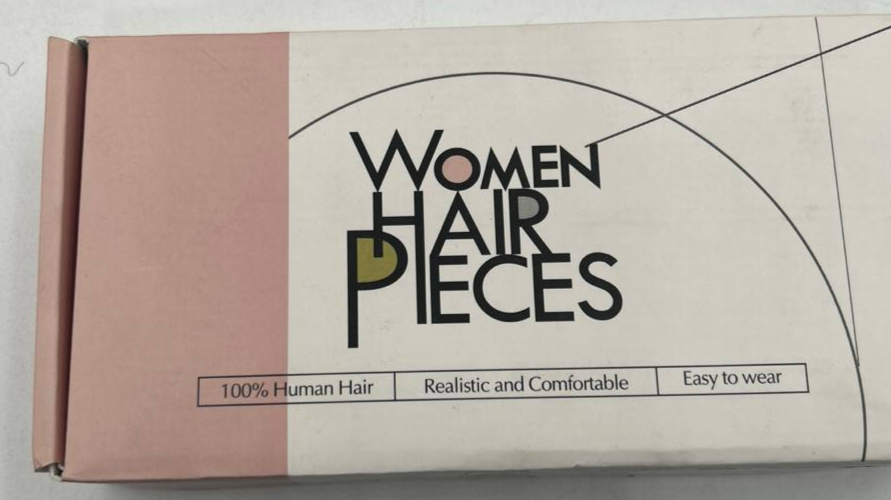 WOMEN
HAIR
PIECES
100% Human Hair Realistic and Comfortable Easy to wear